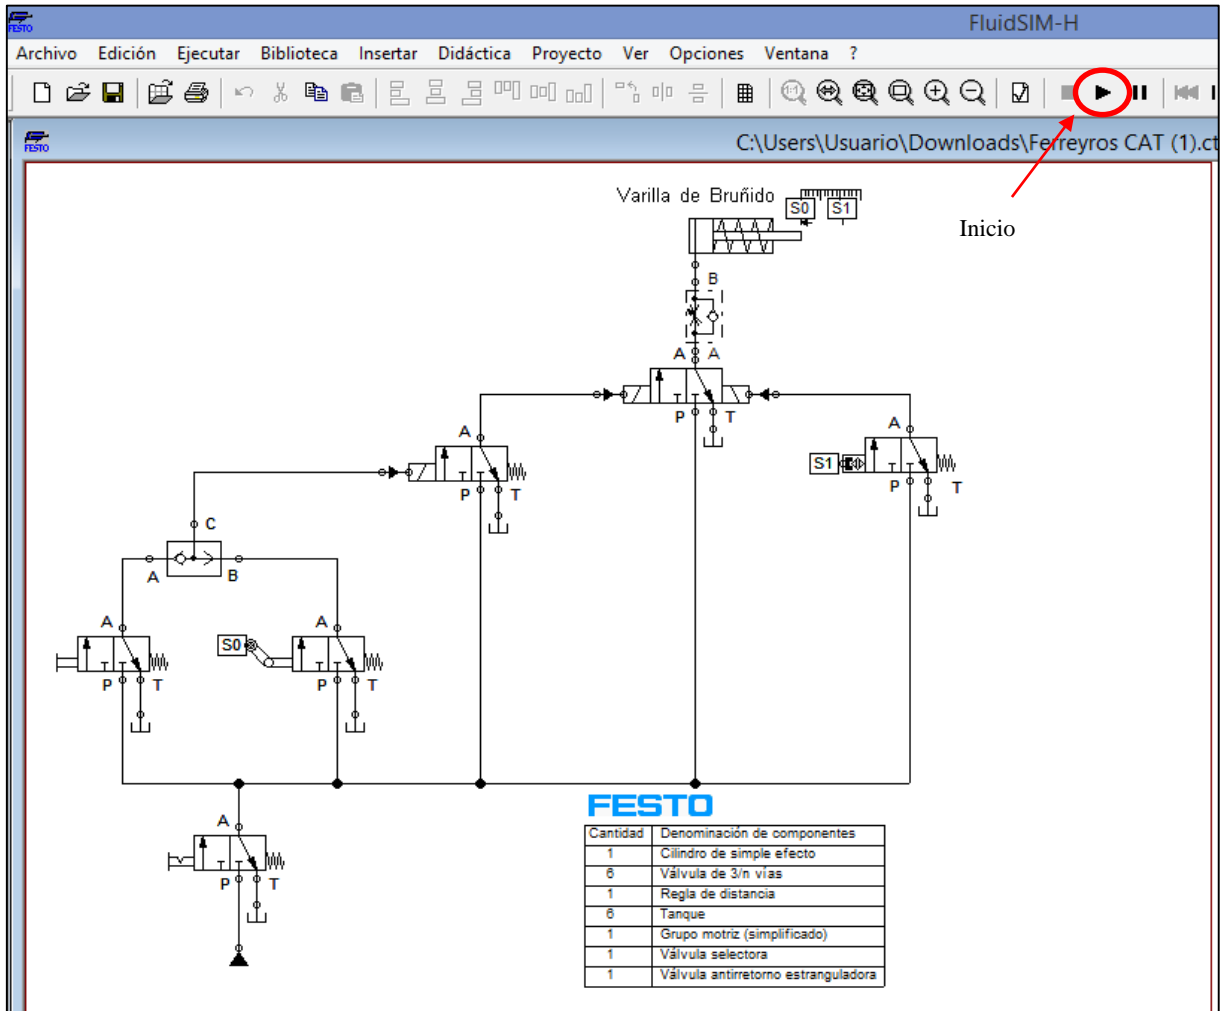 FESTO
FluidSIM-H
Archivo Edición Ejecutar Biblioteca Insertar Didáctica Proyecto Ver Opciones Ventana ?
FESTO
C:\Users\Usuario\Downloads\Ferreyros CAT (1).ct
Varilla de Bruñido
S0 S1
Inicio
B
A A
P T
A
A
S1
P T
P T
C
A B
A
A
S0
P T
P T
A
P T
FESTO
Cantidad Denominación de componentes
1 Cilindro de simple efecto
6 Válvula de 3/n vías
1 Regla de distancia
6 Tanque
1 Grupo motriz (simplificado)
1 Válvula selectora
1 Válvula antirretorno estranguladora